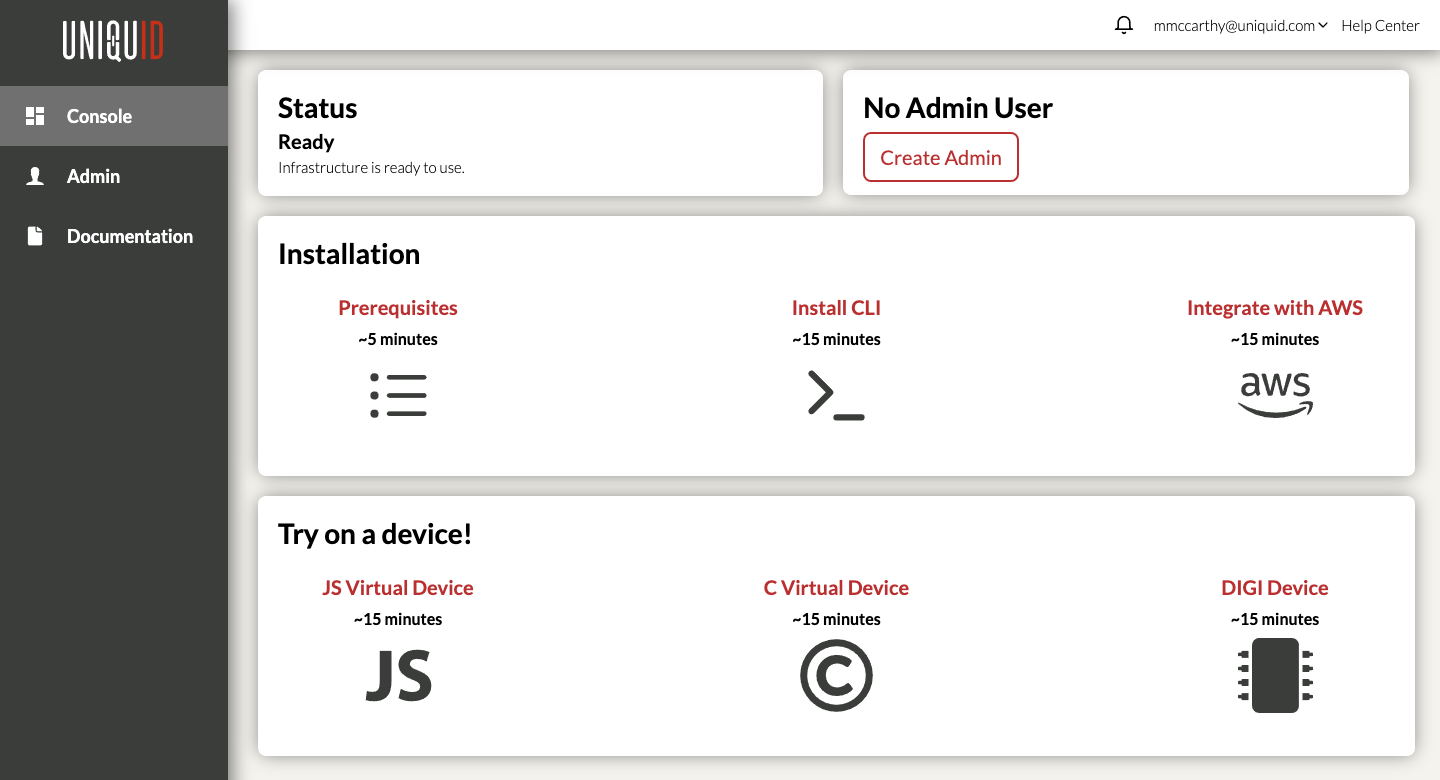 UNIQUID
mmccarthy@uniquid.com
Help Center
Console
Admin
Documentation
Status
Ready
Infrastructure is ready to use.
No Admin User
Create Admin
Installation
Prerequisites
~5 minutes
Install CLI
~15 minutes
Integrate with AWS
~15 minutes
aws
Try on a device!
JS Virtual Device
~15 minutes
JS
C Virtual Device
~15 minutes
C
DIGI Device
~15 minutes